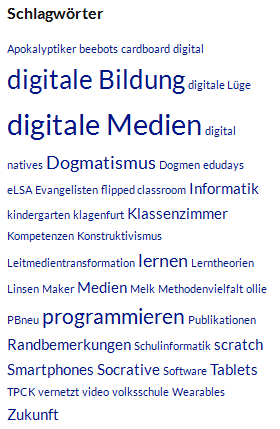 Schlagwörter
Apokalyptiker beebots cardboard digital
digitale Bildung digitale Lüge
digitale Medien digital
natives Dogmatismus Dogmen edudays
eLSA Evangelisten flipped classroom Informatik
kindergarten klagenfurt Klassenzimmer
Kompetenzen Konstruktivismus
Leitmedientransformation lernen Lerntheorien
Linsen Maker Medien Melk Methodenvielfalt ollie
PBneu programmieren Publikationen
Randbemerkungen Schulinformatik scratch
Smartphones Socrative Software Tablets
TPCK vernetzt video volksschule Wearables
Zukunft